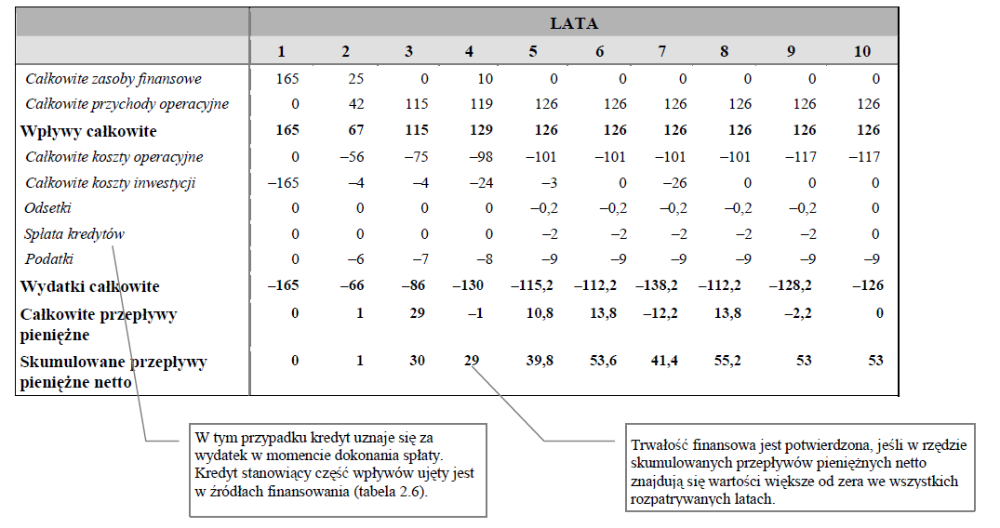 LATA
1 2 3 4 5 6 7 8 9 10
Całkowite zasoby finansowe 165 25 0 10 0 0 0 0 0 0
Całkowite przychody operacyjne 0 42 115 119 126 126 126 126 126 126
Wpływy całkowite 165 67 115 129 126 126 126 126 126 126
Całkowite koszty operacyjne 0 −56 −75 −98 −101 −101 −101 −101 −117 −117
Całkowite koszty inwestycji −165 −4 −4 −24 −3 0 −26 0 0 0
Odsetki 0 0 0 0 −0,2 −0,2 −0,2 −0,2 −0,2 0
Spłata kredytów 0 0 0 0 −2 −2 −2 −2 −2 0
Podatki 0 −6 −7 −8 −9 −9 −9 −9 −9 −9
Wydatki całkowite −165 −66 −86 −130 −115,2 −112,2 −138,2 −112,2 −128,2 −126
Całkowite przepływy 0 1 29 −1 10,8 13,8 −12,2 13,8 −2,2 0
pieniężne
Skumulowane przepływy 0 1 30 29 39,8 53,6 41,4 55,2 53 53
pieniężne netto
W tym przypadku kredyt uznaje się za
wydatek w momencie dokonania spłaty.
Kredyt stanowiący część wpływów ujęty jest
w źródłach finansowania (tabela 2.6).
Trwałość finansowa jest potwierdzona, jeśli w rzędzie
skumulowanych przepływów pieniężnych netto
znajdują się wartości większe od zera we wszystkich
rozpatrywanych latach.